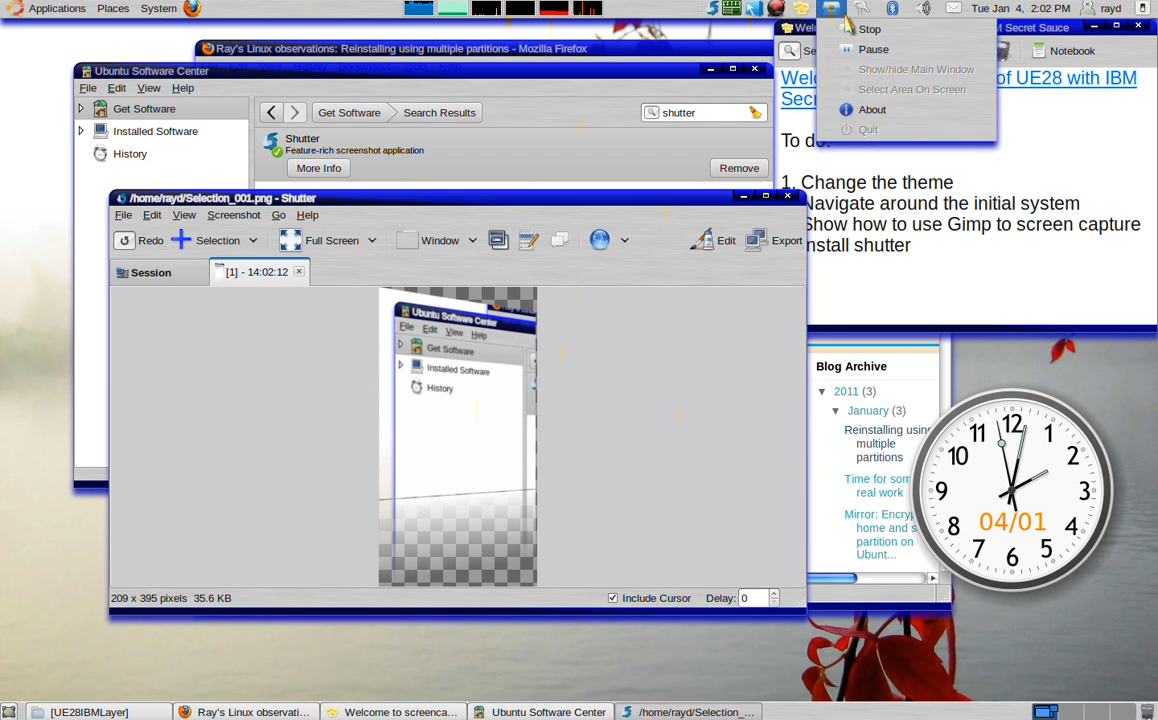 Applications Places System
Tue Jan 4, 2:02 PM rayd
Stop
Pause
Show/hide Main Window
Select Area On Screen
About
Quit
Ray's Linux observations: Reinstalling using multiple partitions - Mozilla Firefox
M Secret Sauce
Se
Notebook
Welc
of UE28 with IBM
Secr
To do:
1. Change the theme
Navigate around the initial system
Show how to use Gimp to screen capture
nstall shutter
Ubuntu Software Center
File Edit View Help
Get Software
Installed Software
History
Get Software Search Results
shutter
Shutter
Feature-rich screenshot application
More Info
Remove
/home/rayd/Selection_001.png - Shutter
File Edit View Screenshot Go Help
Redo Selection Full Screen Window Edit Export
Session [1] - 14:02:12
Ubuntu Software Center
File Edit View Help
Get Software
Installed Software
History
209 x 395 pixels 35.6 KB
Include Cursor Delay: 0
Blog Archive
▼ 2011 (3)
▼ January (3)
Reinstalling using
multiple
partitions
Time for som
real work
Mirror: Encryp
home and s
partition on
Ubunt...
12
1
2
3
4
5
6
7
8
9
10
11
04/01
[UE28IBMLayer] Ray's Linux observati... Welcome to screenca... Ubuntu Software Center /home/rayd/Selection_...